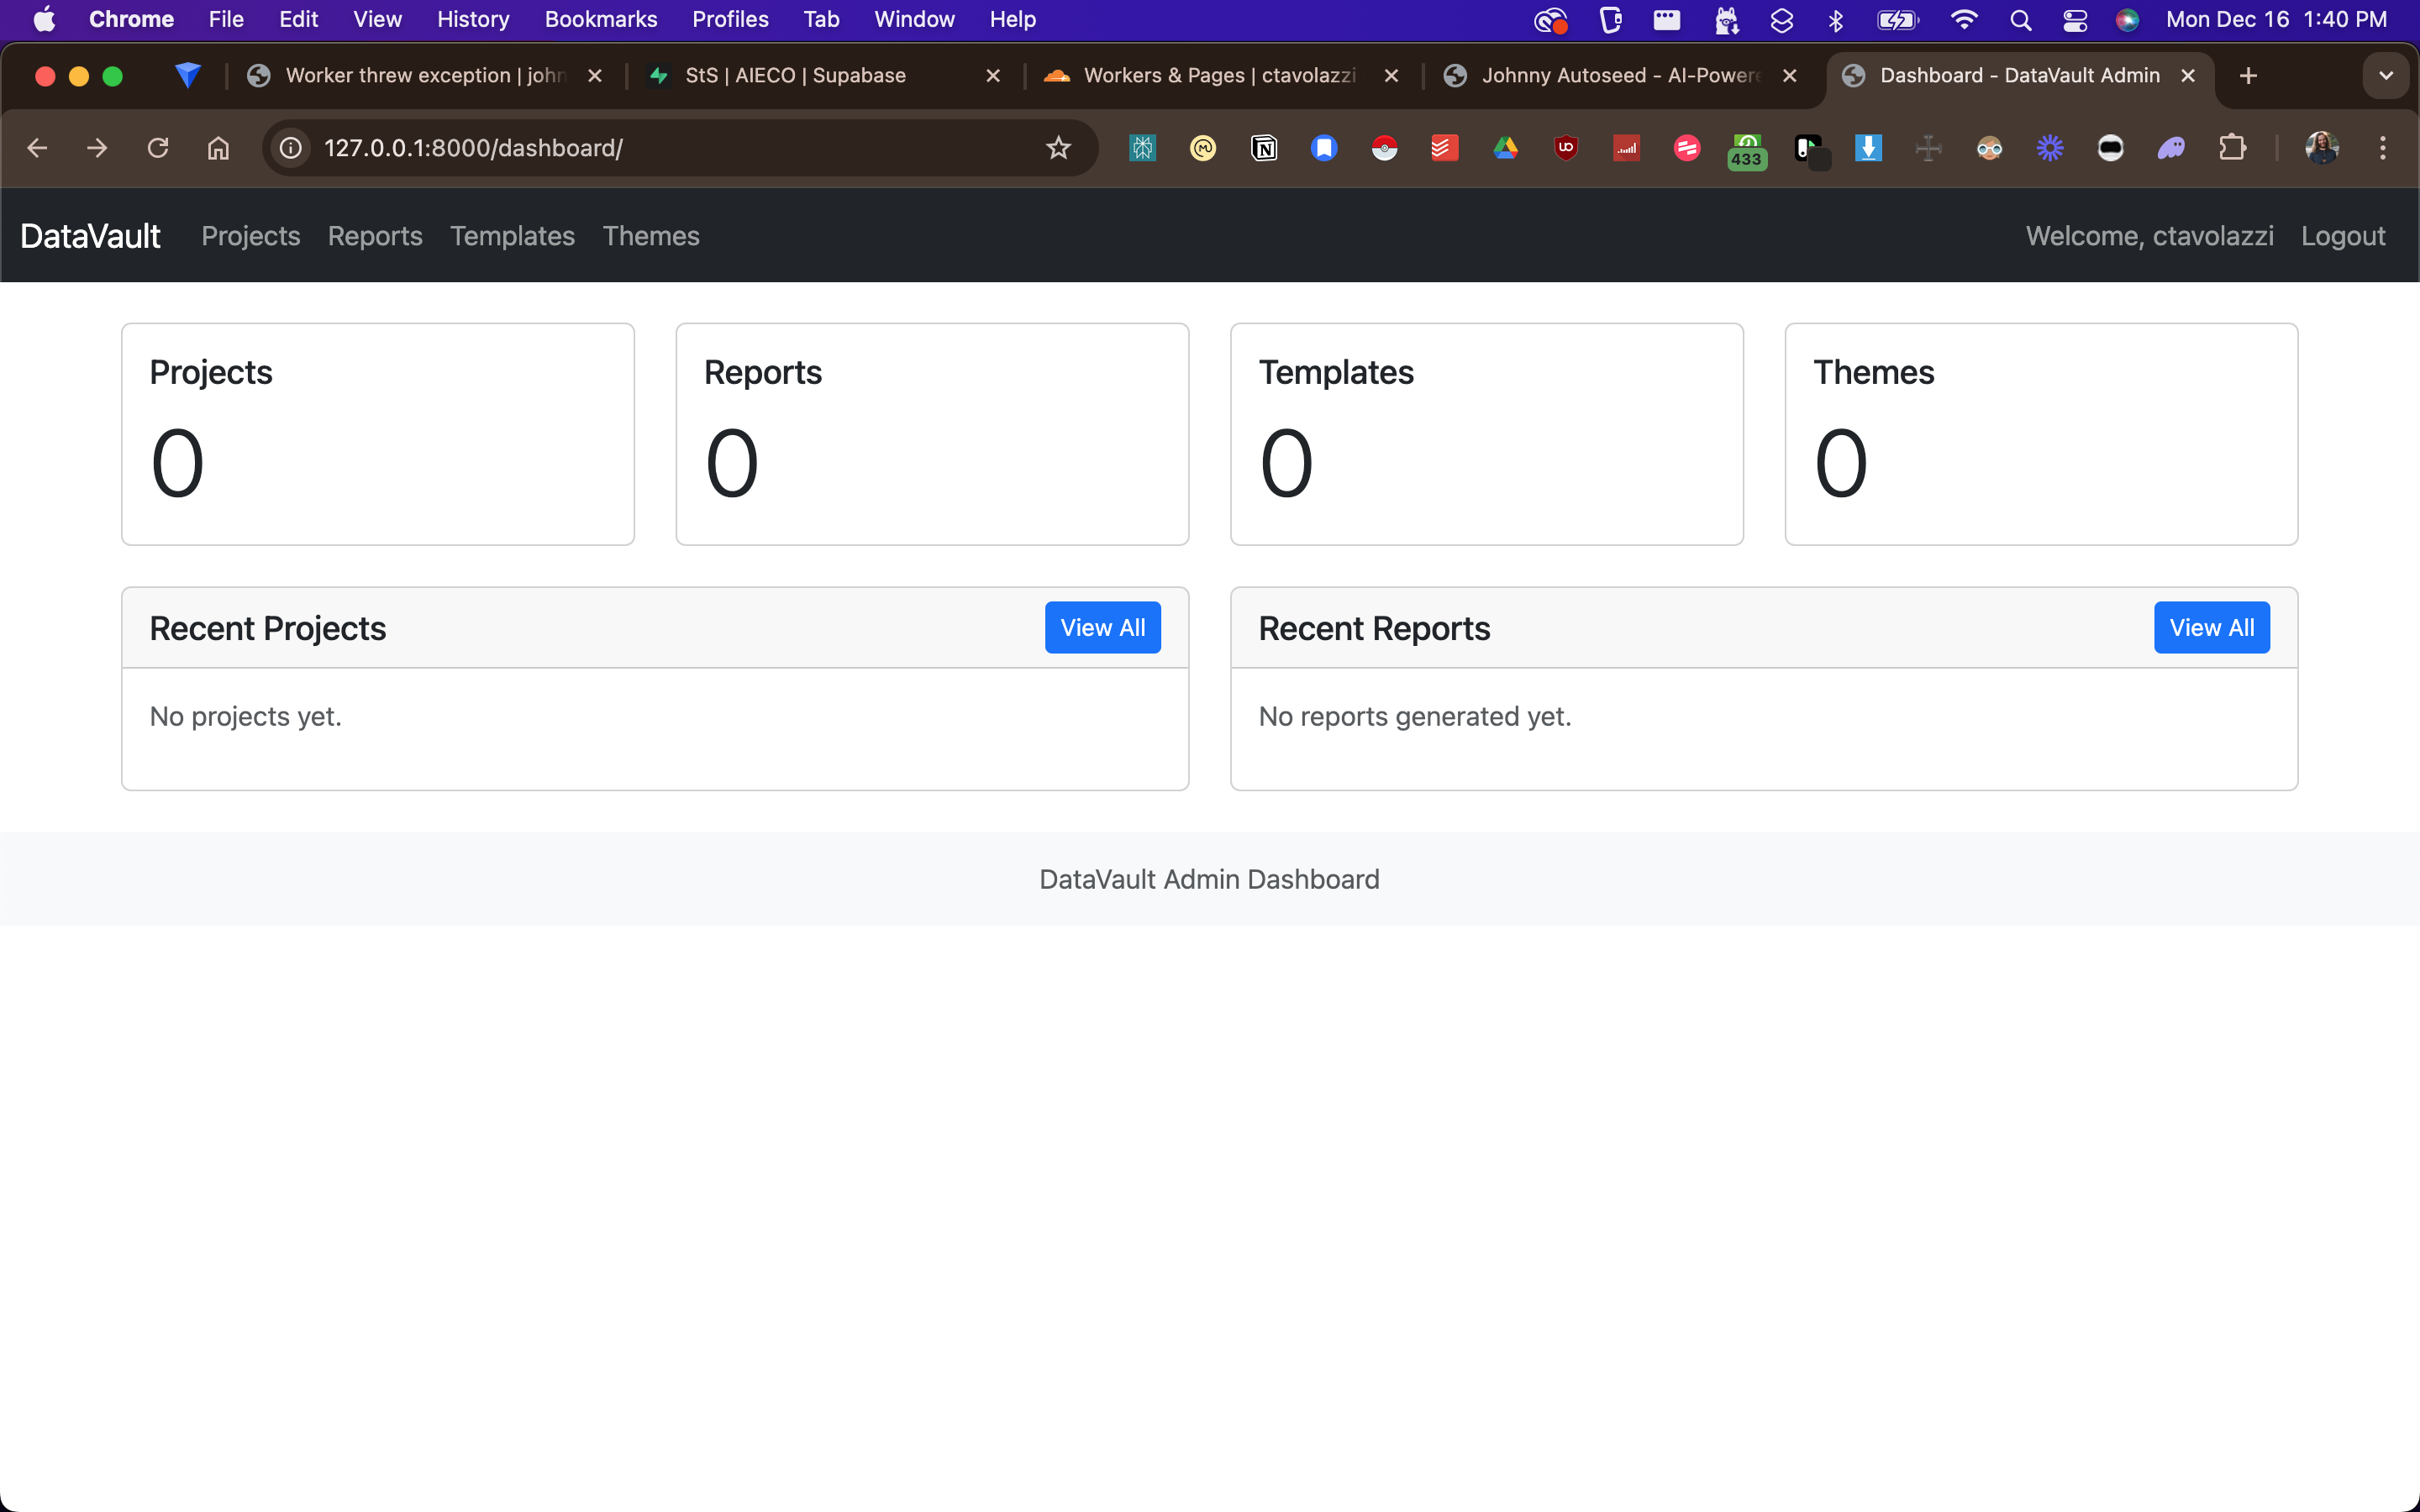 Chrome File Edit View History Bookmarks Profiles Tab Window Help Mon Dec 16 1:40 PM
Worker threw exception | john StS | AIECO | Supabase Workers & Pages | ctavolazzi Johnny Autoseed - AI-Powere Dashboard - DataVault Admin
127.0.0.1:8000/dashboard/ 433
DataVault Projects Reports Templates Themes Welcome, ctavolazzi Logout
Projects Reports Templates Themes
0 0 0 0
Recent Projects View All Recent Reports View All
No projects yet. No reports generated yet.
DataVault Admin Dashboard